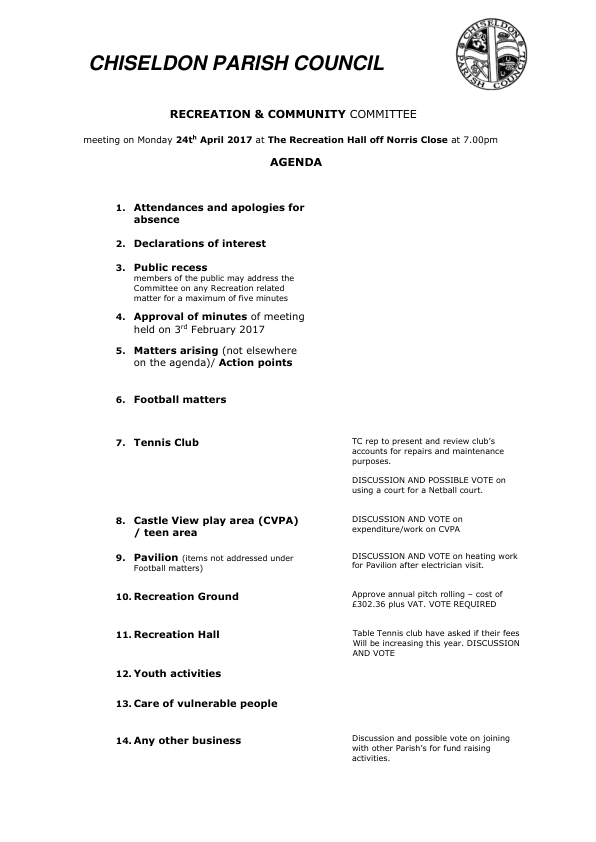 CHISELDON PARISH COUNCIL
CHISELDON
PARISH COUNCIL
RECREATION & COMMUNITY COMMITTEE
meeting on Monday 24th April 2017 at The Recreation Hall off Norris Close at 7.00pm
AGENDA
1. Attendances and apologies for
absence
2. Declarations of interest
3. Public recess
members of the public may address the
Committee on any Recreation related
matter for a maximum of five minutes
4. Approval of minutes of meeting
held on 3rd February 2017
5. Matters arising (not elsewhere
on the agenda)/ Action points
6. Football matters
7. Tennis Club
TC rep to present and review club's
accounts for repairs and maintenance
purposes.
DISCUSSION AND POSSIBLE VOTE on
using a court for a Netball court.
8. Castle View play area (CVPA)
/ teen area
DISCUSSION AND VOTE on
expenditure/work on CVPA
9. Pavilion (items not addressed under
Football matters)
DISCUSSION AND VOTE on heating work
for Pavilion after electrician visit.
10. Recreation Ground
Approve annual pitch rolling – cost of
£302.36 plus VAT. VOTE REQUIRED
11. Recreation Hall
Table Tennis club have asked if their fees
Will be increasing this year. DISCUSSION
AND VOTE
12. Youth activities
13. Care of vulnerable people
14. Any other business
Discussion and possible vote on joining
with other Parish's for fund raising
activities.